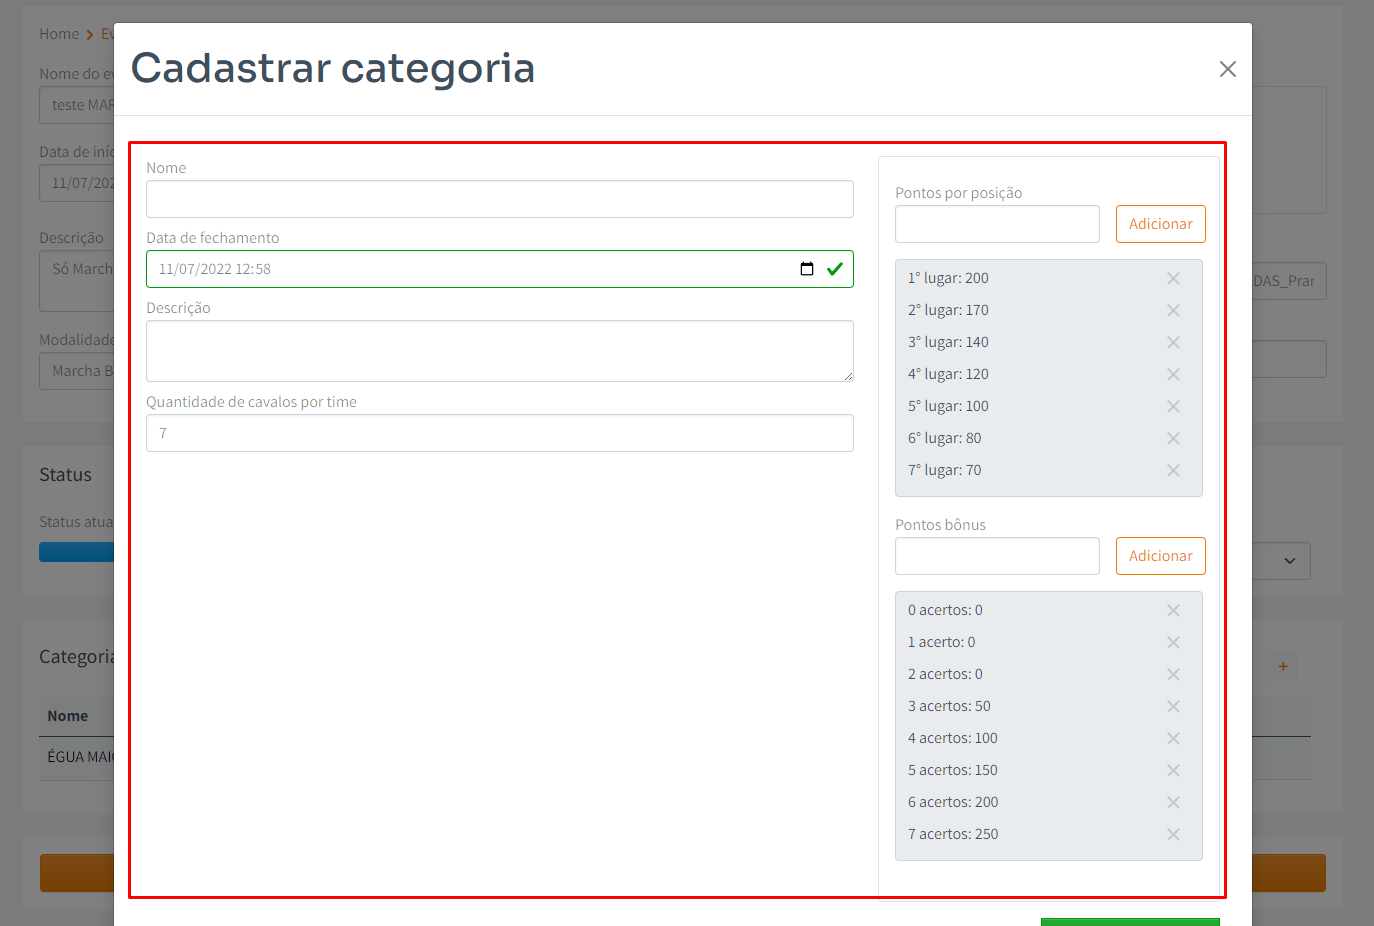 Home > Ev
Cadastrar categoria
Nome do ev
teste MAR
Data de iníc
11/07/202
Descrição
Só March
Modalidade
Marcha B
Nome
Data de fechamento
11/07/2022 12:58
Descrição
Quantidade de cavalos por time
7
Pontos por posição
Adicionar
1° lugar: 200
2° lugar: 170
3° lugar: 140
4° lugar: 120
5° lugar: 100
6° lugar: 80
7° lugar: 70
Pontos bônus
Adicionar
0 acertos: 0
1 acerto: 0
2 acertos: 0
3 acertos: 50
4 acertos: 100
5 acertos: 150
6 acertos: 200
7 acertos: 250
DAS_Prar
Status
Status atua
Categoria
+
Nome
ÉGUA MAIO